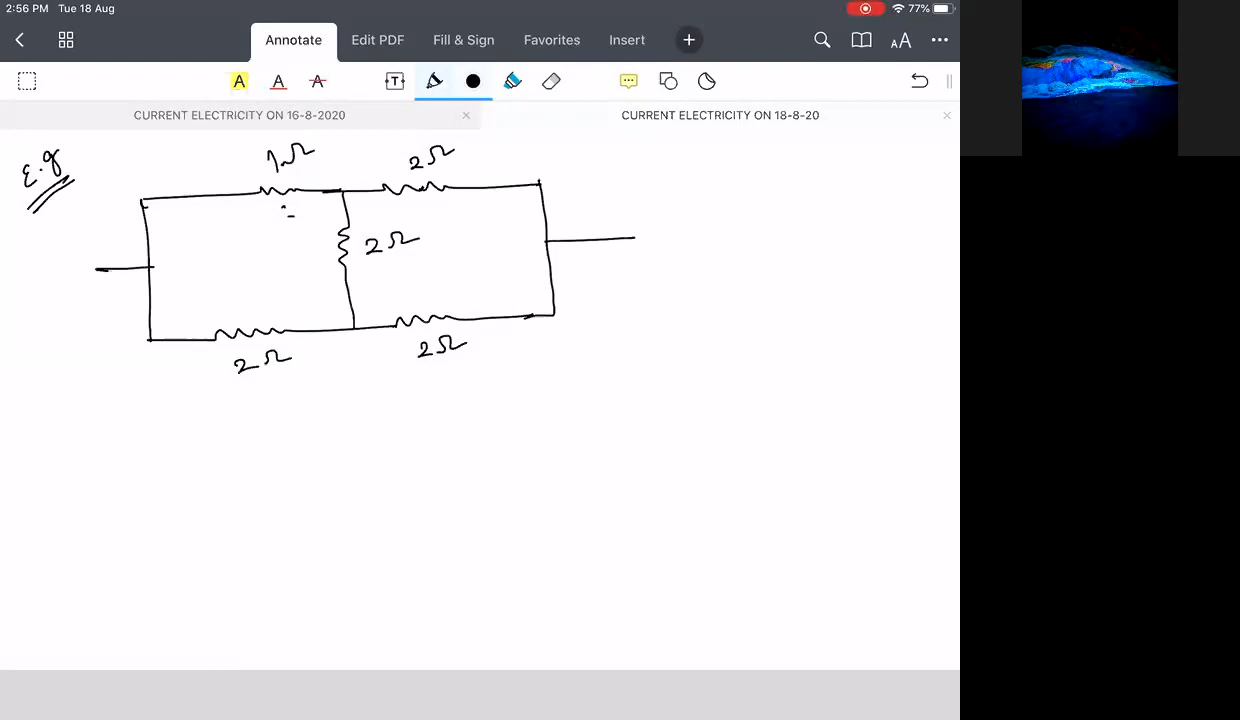 2:56 PM Tue 18 Aug
77%
Annotate Edit PDF Fill & Sign Favorites Insert
AA
A A A T
CURRENT ELECTRICITY ON 16-8-2020 CURRENT ELECTRICITY ON 18-8-20
E.g
1Ω 2Ω
2Ω
2Ω 2Ω